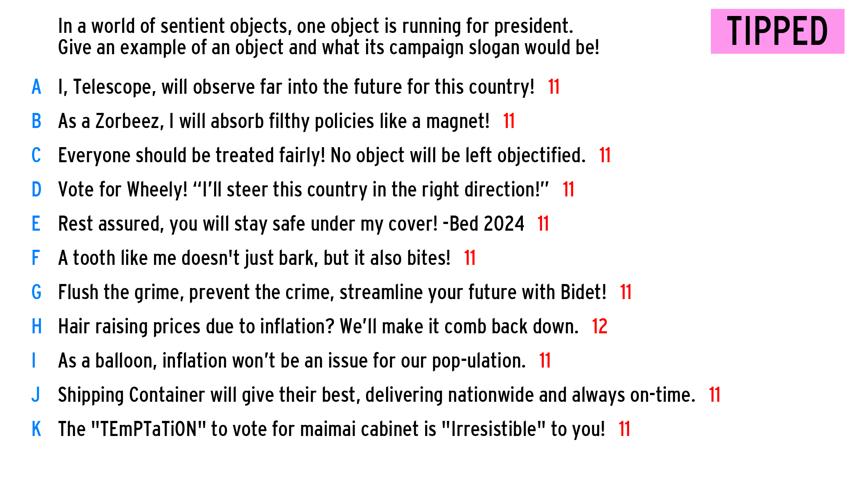 In a world of sentient objects, one object is running for president.
Give an example of an object and what its campaign slogan would be!
TIPPED
A I, Telescope, will observe far into the future for this country! 11
B As a Zorbeez, I will absorb filthy policies like a magnet! 11
C Everyone should be treated fairly! No object will be left objectified. 11
D Vote for Wheely! “I’ll steer this country in the right direction!” 11
E Rest assured, you will stay safe under my cover! -Bed 2024 11
F A tooth like me doesn't just bark, but it also bites! 11
G Flush the grime, prevent the crime, streamline your future with Bidet! 11
H Hair raising prices due to inflation? We’ll make it comb back down. 12
I As a balloon, inflation won’t be an issue for our pop-ulation. 11
J Shipping Container will give their best, delivering nationwide and always on-time. 11
K The "TEmPTaTiON" to vote for maimai cabinet is "Irresistible" to you! 11